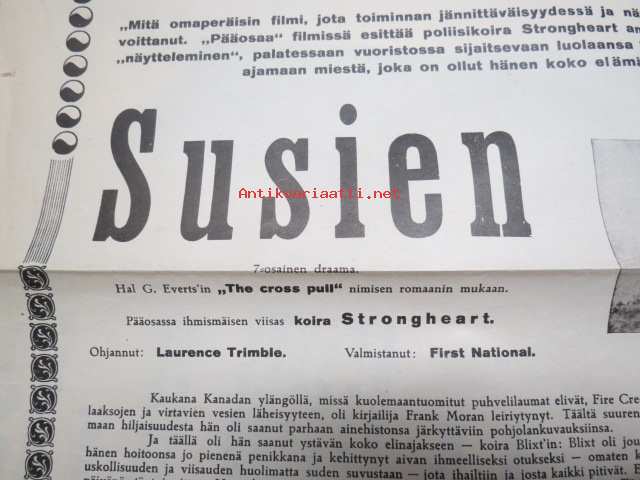 "Mitä omaperäisin filmi, jota toiminnan jännittäväisyydessä ja nä
voittanut. „Pääosaa" filmissä esittää poliisikoira Strongheart
„näytteleminen", palatessaan vuoristossa sijaitsevaan luolaansa
ajamaan miestä, joka on ollut hänen koko elämä
Susien
Antikvariaatti.net
7-osainen draama.
Hal G. Everts'in „The cross pull" nimisen romaanin mukaan.
Pääosassa ihmismäisen viisas koira Strongheart.
Ohjannut: Laurence Trimble. Valmistanut: First National.
Kaukana Kanadan ylängöllä, missä kuolemaantuomitut puhvelilaumat elivät, Fire Cre
laaksojen ja virtavien vesien läheisyyteen, oli kirjailija Frank Moran leiriytynyt. Täältä suuren
maan hiljaisuudesta hän oli saanut parhaan ainehistonsa järkyttäviin pohjolankuvauksiinsa.
Ja täällä oli hän saanut ystävän koko elinajakseen — koira Blixt'in: Blixt oli jou
hänen hoitoonsa jo pienenä penikkana ja kehittynyt aivan ihmeelliseksi otukseksi — omaten k
uskollisuuden ja viisauden huolimatta suden suvustaan — jota ihailtiin ja josta kaikki pitivät. E